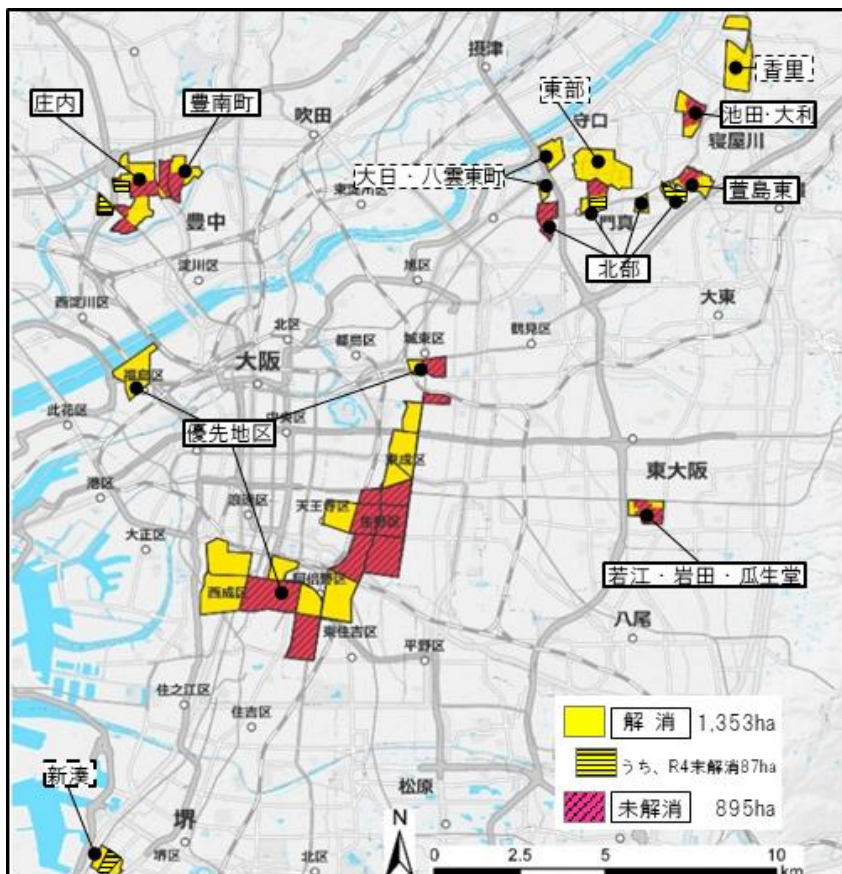 摂津
香里
東部
庄内
豊南町
吹田
守口
池田・大利
寝屋川
大日・八雲東町
東淀川区
萱島東
豊中
門真
北部
淀川区
旭区
西淀川区
大東
北区
都島区
城東区
鶴見区
大阪
福島区
此花区
中央区
優先地区
東成区
東大阪
港区
浪速区
天王寺区
生野区
大正区
若江・岩田・瓜生堂
西成区
阿倍野区
八尾
東住吉区
平野区
住之江区
住吉区
解消 1,353ha
うち、R4末解消87ha
新湊
松原
未解消 895ha
堺
N
堺区
北区
0 2.5 5 10
km